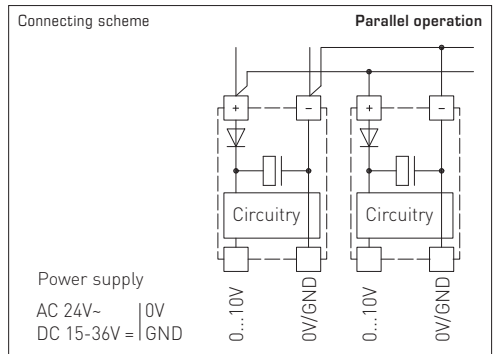 Connecting scheme
Parallel operation
+
–
+
–
Circuitry
Circuitry
Power supply
AC 24V~ | 0V
DC 15-36V = | GND
0...10V
0V/GND
0...10V
0V/GND